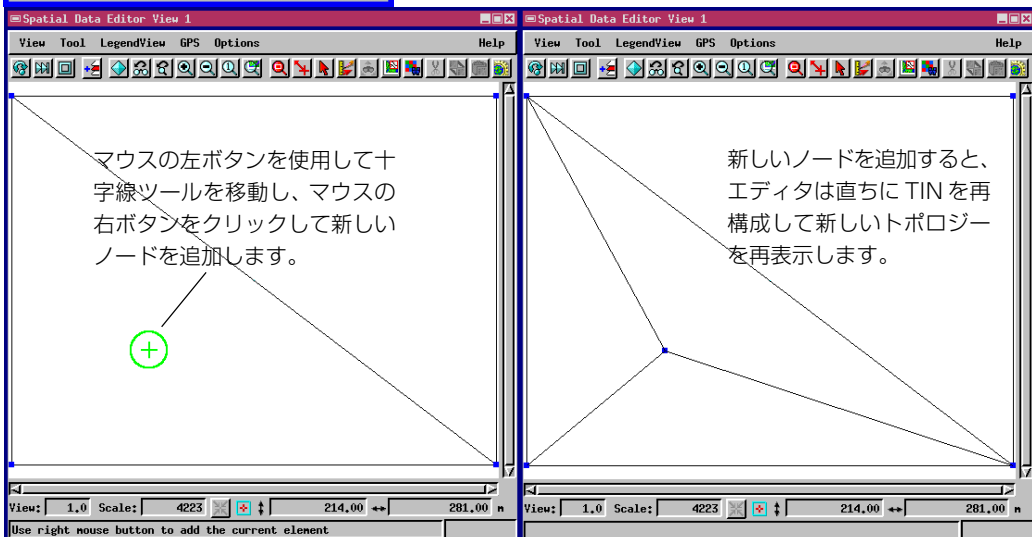 Spatial Data Editor View 1
View Tool LegendView GPS Options Help
マウスの左ボタンを使用して十
字線ツールを移動し、マウスの
右ボタンをクリックして新しい
ノードを追加します。
View: 1.0 Scale: 4223 214.00 281.00 m
Use right mouse button to add the current element
Spatial Data Editor View 1
View Tool LegendView GPS Options Help
新しいノードを追加すると、
エディタは直ちに TIN を再
構成して新しいトポロジー
を再表示します。
View: 1.0 Scale: 4223 214.00 281.00 m